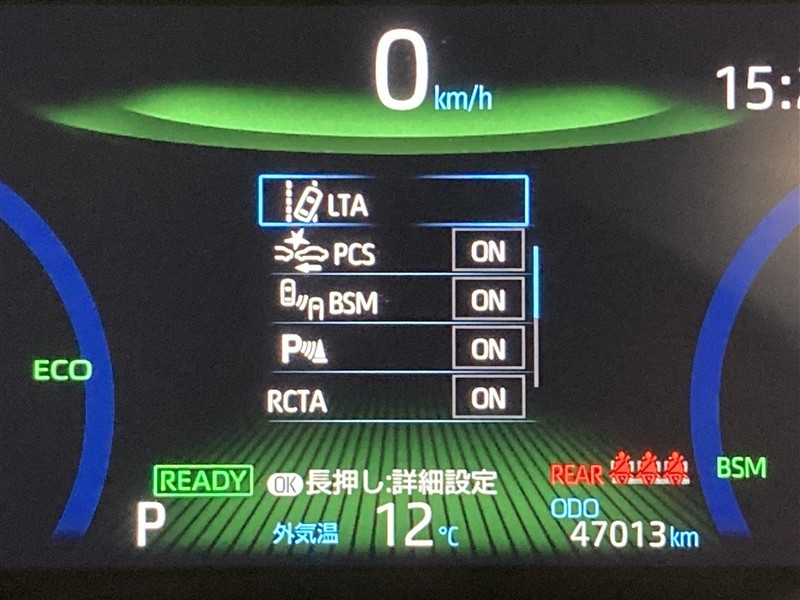 0 km/h
15:
LTA
PCS ON
BSM ON
P ON
RCTA ON
ECO
BSM
READY
OK 長押し:詳細設定
REAR
P
外気温 12℃
ODO
47013 km